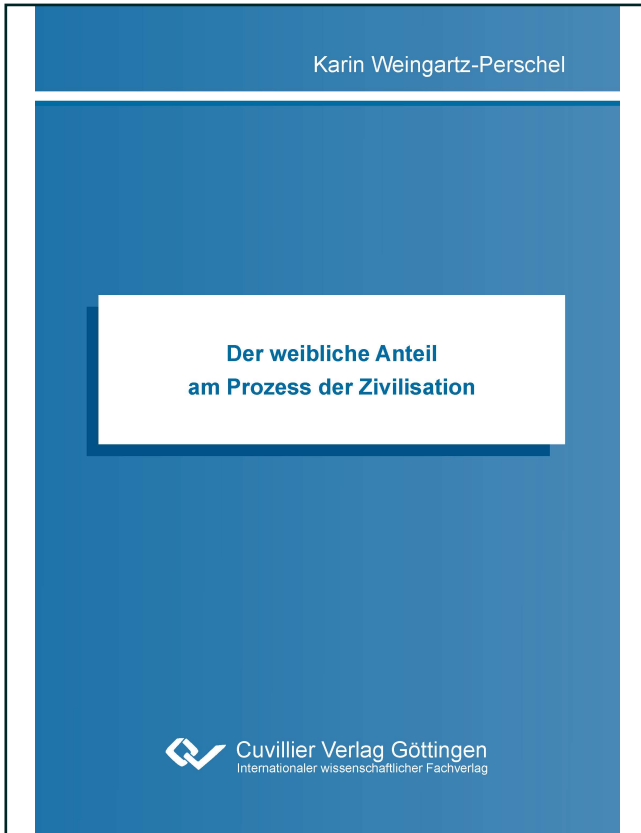 Karin Weingartz-Perschel
Der weibliche Anteil
am Prozess der Zivilisation
Cuvillier Verlag Göttingen
Internationaler wissenschaftlicher Fachverlag